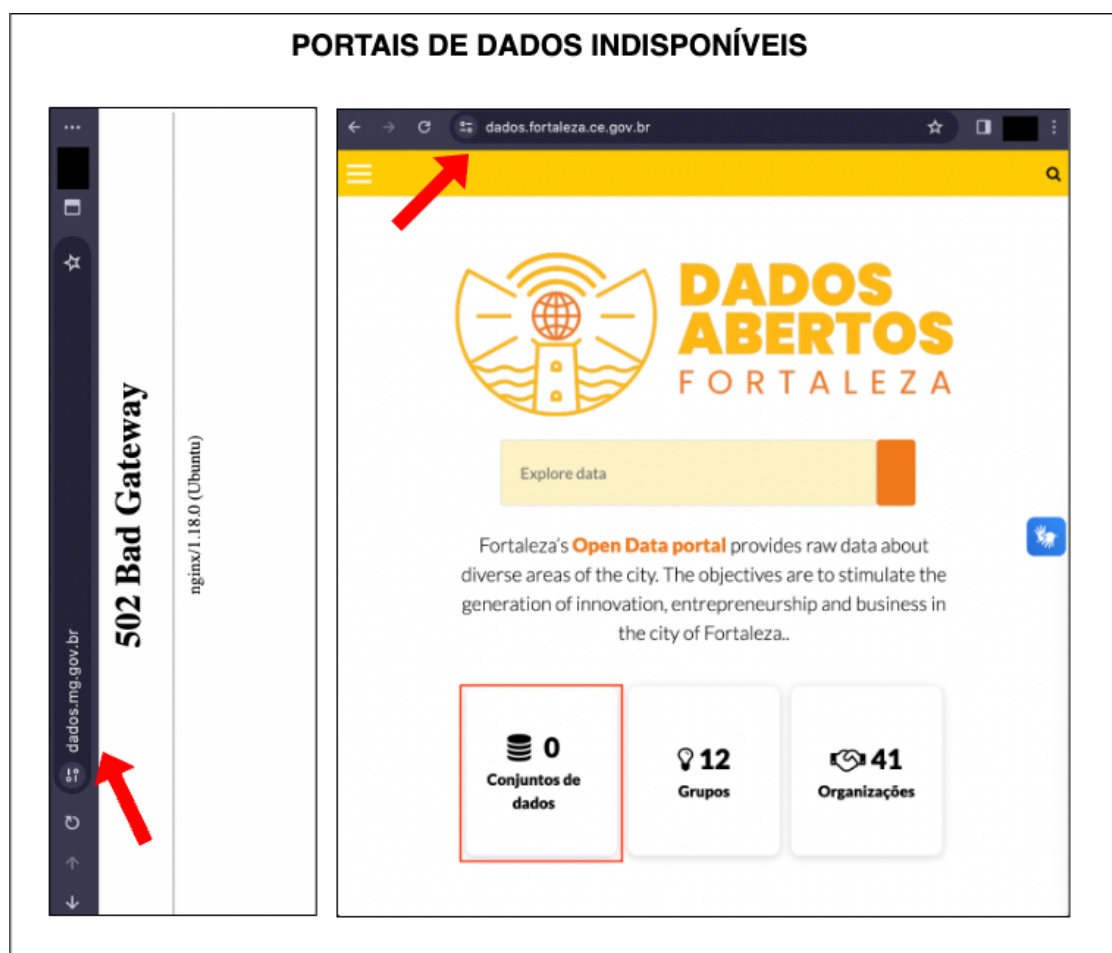 PORTAIS DE DADOS INDISPONÍVEIS
dados.mg.gov.br
502 Bad Gateway
nginx/1.18.0 (Ubuntu)
dados.fortaleza.ce.gov.br
DADOS
ABERTOS
FORTALEZA
Explore data
Fortaleza's Open Data portal provides raw data about
diverse areas of the city. The objectives are to stimulate the
generation of innovation, entrepreneurship and business in
the city of Fortaleza..
0
Conjuntos de
dados
12
Grupos
41
Organizações